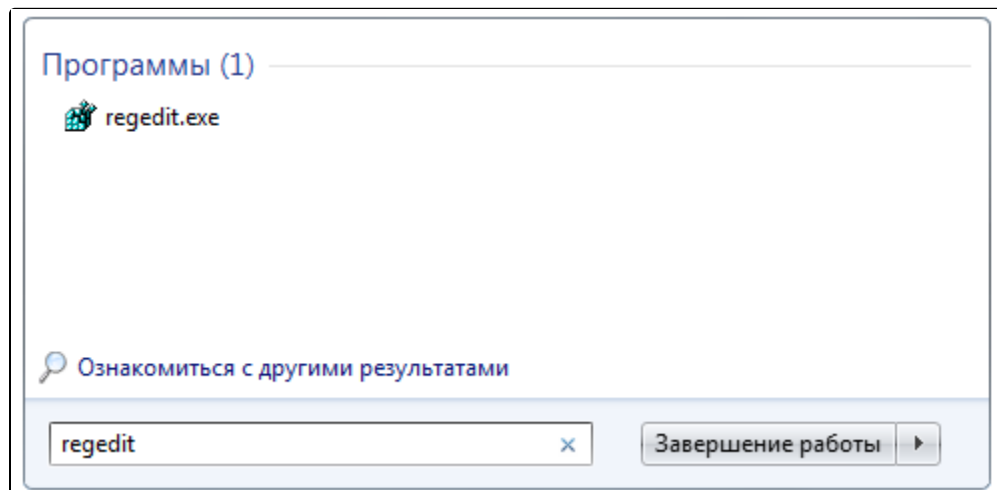 Программы (1)
regedit.exe
Ознакомиться с другими результатами
regedit
Завершение работы